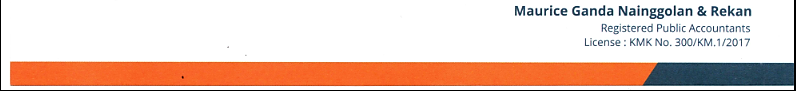 Maurice Ganda Nainggolan & Rekan
Registered Public Accountants
License : KMK No. 300/KM.1/2017